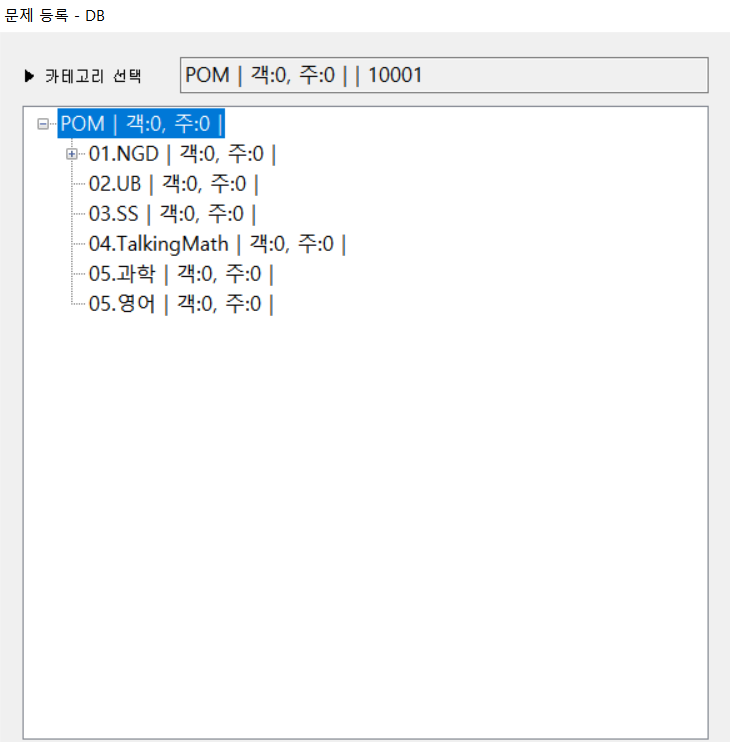 문제 등록 - DB
▶ 카테고리 선택 POM | 객:0, 주:0 | | 10001
POM | 객:0, 주:0 |
01.NGD | 객:0, 주:0 |
02.UB | 객:0, 주:0 |
03.SS | 객:0, 주:0 |
04.TalkingMath | 객:0, 주:0 |
05.과학 | 객:0, 주:0 |
05.영어 | 객:0, 주:0 |